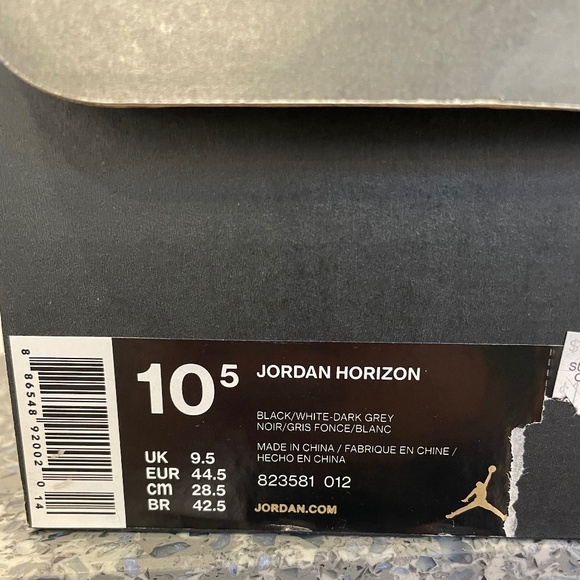 10⁵
JORDAN HORIZON
BLACK/WHITE-DARK GREY
NOIR/GRIS FONCE/BLANC
MADE IN CHINA / FABRIQUE EN CHINE /
HECHO EN CHINA
823581 012
UK 9.5
EUR 44.5
cm 28.5
BR 42.5
JORDAN.COM
8 86548 92002 0 14